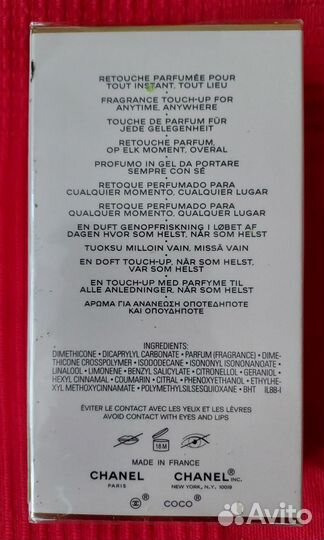 RETOUCHE PARFUMÉE POUR
TOUT INSTANT, TOUT LIEU
FRAGRANCE TOUCH-UP FOR
ANYTIME, ANYWHERE
TOUCHE DE PARFUM FÜR
JEDE GELEGENHEIT
RETOUCHE PARFUM,
OP ELK MOMENT, OVERAL
PROFUMO IN GEL DA PORTARE
SEMPRE CON SÉ
RETOQUE PERFUMADO PARA
CUALQUIER MOMENTO, CUALQUIER LUGAR
RETOQUE PERFUMADO PARA
QUALQUER MOMENTO, QUALQUER LUGAR
EN DUFT GENOPFRISKNING I LØBET AF
DAGEN HVOR SOM HELST, NÅR SOM HELST
TUOKSU MILLOIN VAIN, MISSÄ VAIN
EN DOFT TOUCH-UP, NÄR SOM HELST,
VAR SOM HELST
EN TOUCH-UP MED PARFYME TIL
ALLE ANLEDNINGER, NÅR SOM HELST
ΑΡΩΜΑ ΓΙΑ ΑΝΑΝΕΩΣΗ ΟΠΟΤΕΔΗΠΟΤΕ
ΚΑΙ ΟΠΟΥΔΗΠΟΤΕ
INGREDIENTS:
DIMETHICONE • DICAPRYLYL CARBONATE • PARFUM (FRAGRANCE) • DIME-
THICONE CROSSPOLYMER • ISODODECANE • ISONONYL ISONONANOATE •
LINALOOL • LIMONENE • BENZYL SALICYLATE • CITRONELLOL • GERANIOL •
HEXYL CINNAMAL • COUMARIN • CITRAL • PHENOXYETHANOL • ETHYLHE-
XYL METHOXYCINNAMATE • POLYMETHYLSILSESQUIOXANE • BHT IL88-I
ÉVITER LE CONTACT AVEC LES YEUX ET LES LÈVRES
AVOID CONTACT WITH EYES AND LIPS
18M
MADE IN FRANCE
CHANEL CHANEL INC.
PARIS NEW YORK, N.Y. 10019
® COCO®
Avito